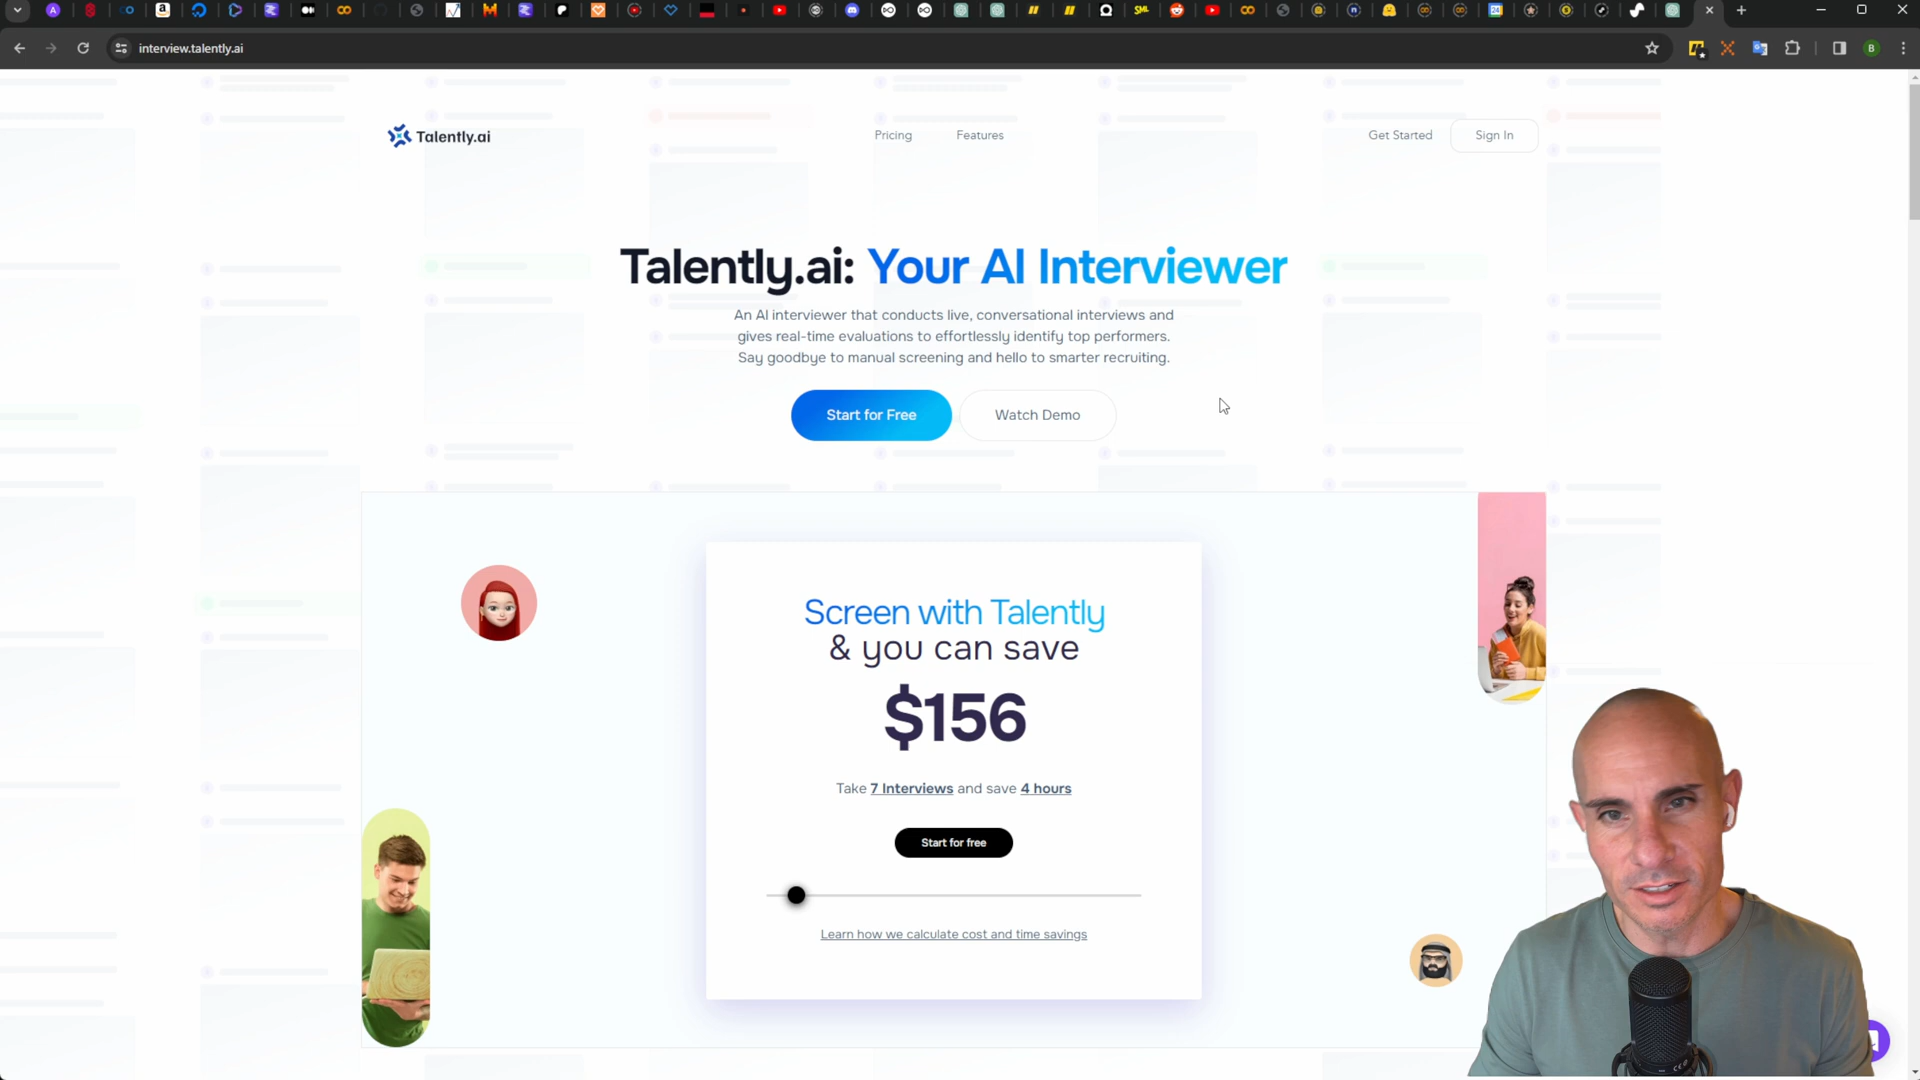 interview.talently.ai
B
Talently.ai
Pricing
Features
Get Started
Sign In
Talently.ai: Your AI Interviewer
An AI interviewer that conducts live, conversational interviews and
gives real-time evaluations to effortlessly identify top performers.
Say goodbye to manual screening and hello to smarter recruiting.
Start for Free
Watch Demo
Screen with Talently
& you can save
$156
Take 7 Interviews and save 4 hours
Start for free
Learn how we calculate cost and time savings